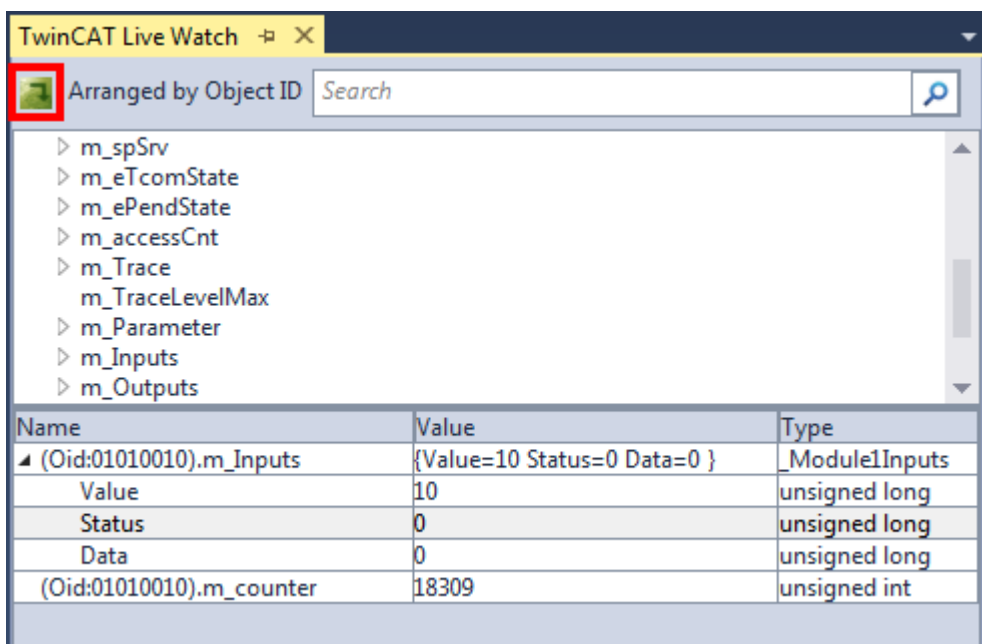 TwinCAT Live Watch
Arranged by Object ID Search
m_spSrv
m_eTcomState
m_ePendState
m_accessCnt
m_Trace
m_TraceLevelMax
m_Parameter
m_Inputs
m_Outputs
Name Value Type
(Oid:01010010).m_Inputs {Value=10 Status=0 Data=0 } _Module1Inputs
Value 10 unsigned long
Status 0 unsigned long
Data 0 unsigned long
(Oid:01010010).m_counter 18309 unsigned int